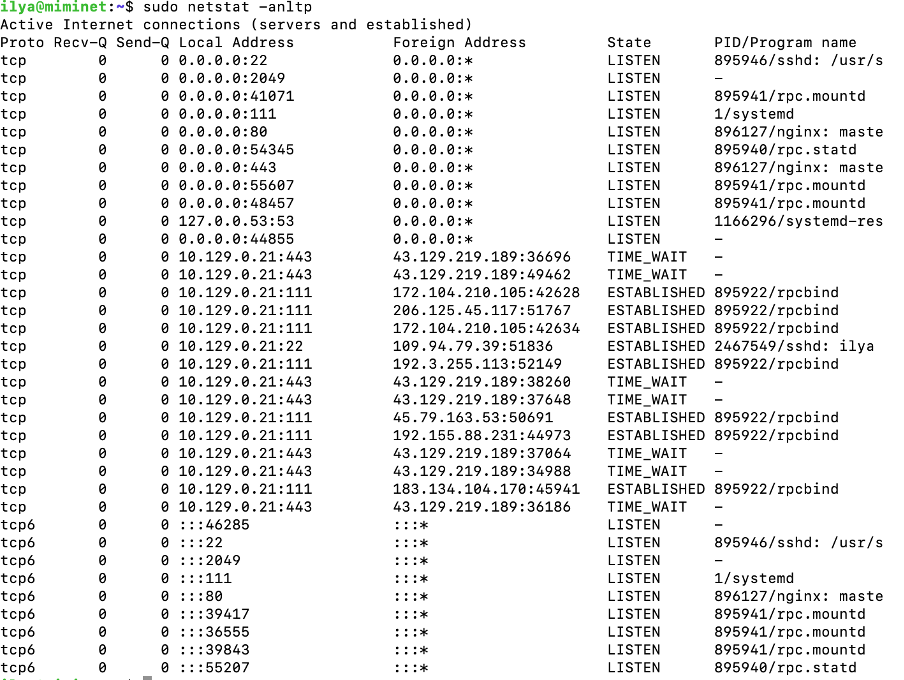 ilya@miminet:~$ sudo netstat -anltp
Active Internet connections (servers and established)
Proto Recv-Q Send-Q Local Address           Foreign Address         State       PID/Program name
tcp        0      0 0.0.0.0:22              0.0.0.0:*               LISTEN      895946/sshd: /usr/s
tcp        0      0 0.0.0.0:2049            0.0.0.0:*               LISTEN      -
tcp        0      0 0.0.0.0:41071           0.0.0.0:*               LISTEN      895941/rpc.mountd
tcp        0      0 0.0.0.0:111             0.0.0.0:*               LISTEN      1/systemd
tcp        0      0 0.0.0.0:80              0.0.0.0:*               LISTEN      896127/nginx: maste
tcp        0      0 0.0.0.0:54345           0.0.0.0:*               LISTEN      895940/rpc.statd
tcp        0      0 0.0.0.0:443             0.0.0.0:*               LISTEN      896127/nginx: maste
tcp        0      0 0.0.0.0:55607           0.0.0.0:*               LISTEN      895941/rpc.mountd
tcp        0      0 0.0.0.0:48457           0.0.0.0:*               LISTEN      895941/rpc.mountd
tcp        0      0 127.0.0.53:53           0.0.0.0:*               LISTEN      1166296/systemd-res
tcp        0      0 0.0.0.0:44855           0.0.0.0:*               LISTEN      -
tcp        0      0 10.129.0.21:443         43.129.219.189:36696    TIME_WAIT   -
tcp        0      0 10.129.0.21:443         43.129.219.189:49462    TIME_WAIT   -
tcp        0      0 10.129.0.21:111         172.104.210.105:42628   ESTABLISHED 895922/rpcbind
tcp        0      0 10.129.0.21:111         206.125.45.117:51767    ESTABLISHED 895922/rpcbind
tcp        0      0 10.129.0.21:111         172.104.210.105:42634   ESTABLISHED 895922/rpcbind
tcp        0      0 10.129.0.21:22          109.94.79.39:51836      ESTABLISHED 2467549/sshd: ilya
tcp        0      0 10.129.0.21:111         192.3.255.113:52149     ESTABLISHED 895922/rpcbind
tcp        0      0 10.129.0.21:443         43.129.219.189:38260    TIME_WAIT   -
tcp        0      0 10.129.0.21:443         43.129.219.189:37648    TIME_WAIT   -
tcp        0      0 10.129.0.21:111         45.79.163.53:50691      ESTABLISHED 895922/rpcbind
tcp        0      0 10.129.0.21:111         192.155.88.231:44973    ESTABLISHED 895922/rpcbind
tcp        0      0 10.129.0.21:443         43.129.219.189:37064    TIME_WAIT   -
tcp        0      0 10.129.0.21:443         43.129.219.189:34988    TIME_WAIT   -
tcp        0      0 10.129.0.21:111         183.134.104.170:45941   ESTABLISHED 895922/rpcbind
tcp        0      0 10.129.0.21:443         43.129.219.189:36186    TIME_WAIT   -
tcp6       0      0 :::46285                :::*                    LISTEN      -
tcp6       0      0 :::22                   :::*                    LISTEN      895946/sshd: /usr/s
tcp6       0      0 :::2049                 :::*                    LISTEN      -
tcp6       0      0 :::111                  :::*                    LISTEN      1/systemd
tcp6       0      0 :::80                   :::*                    LISTEN      896127/nginx: maste
tcp6       0      0 :::39417                :::*                    LISTEN      895941/rpc.mountd
tcp6       0      0 :::36555                :::*                    LISTEN      895941/rpc.mountd
tcp6       0      0 :::39843                :::*                    LISTEN      895941/rpc.mountd
tcp6       0      0 :::55207                :::*                    LISTEN      895940/rpc.statd